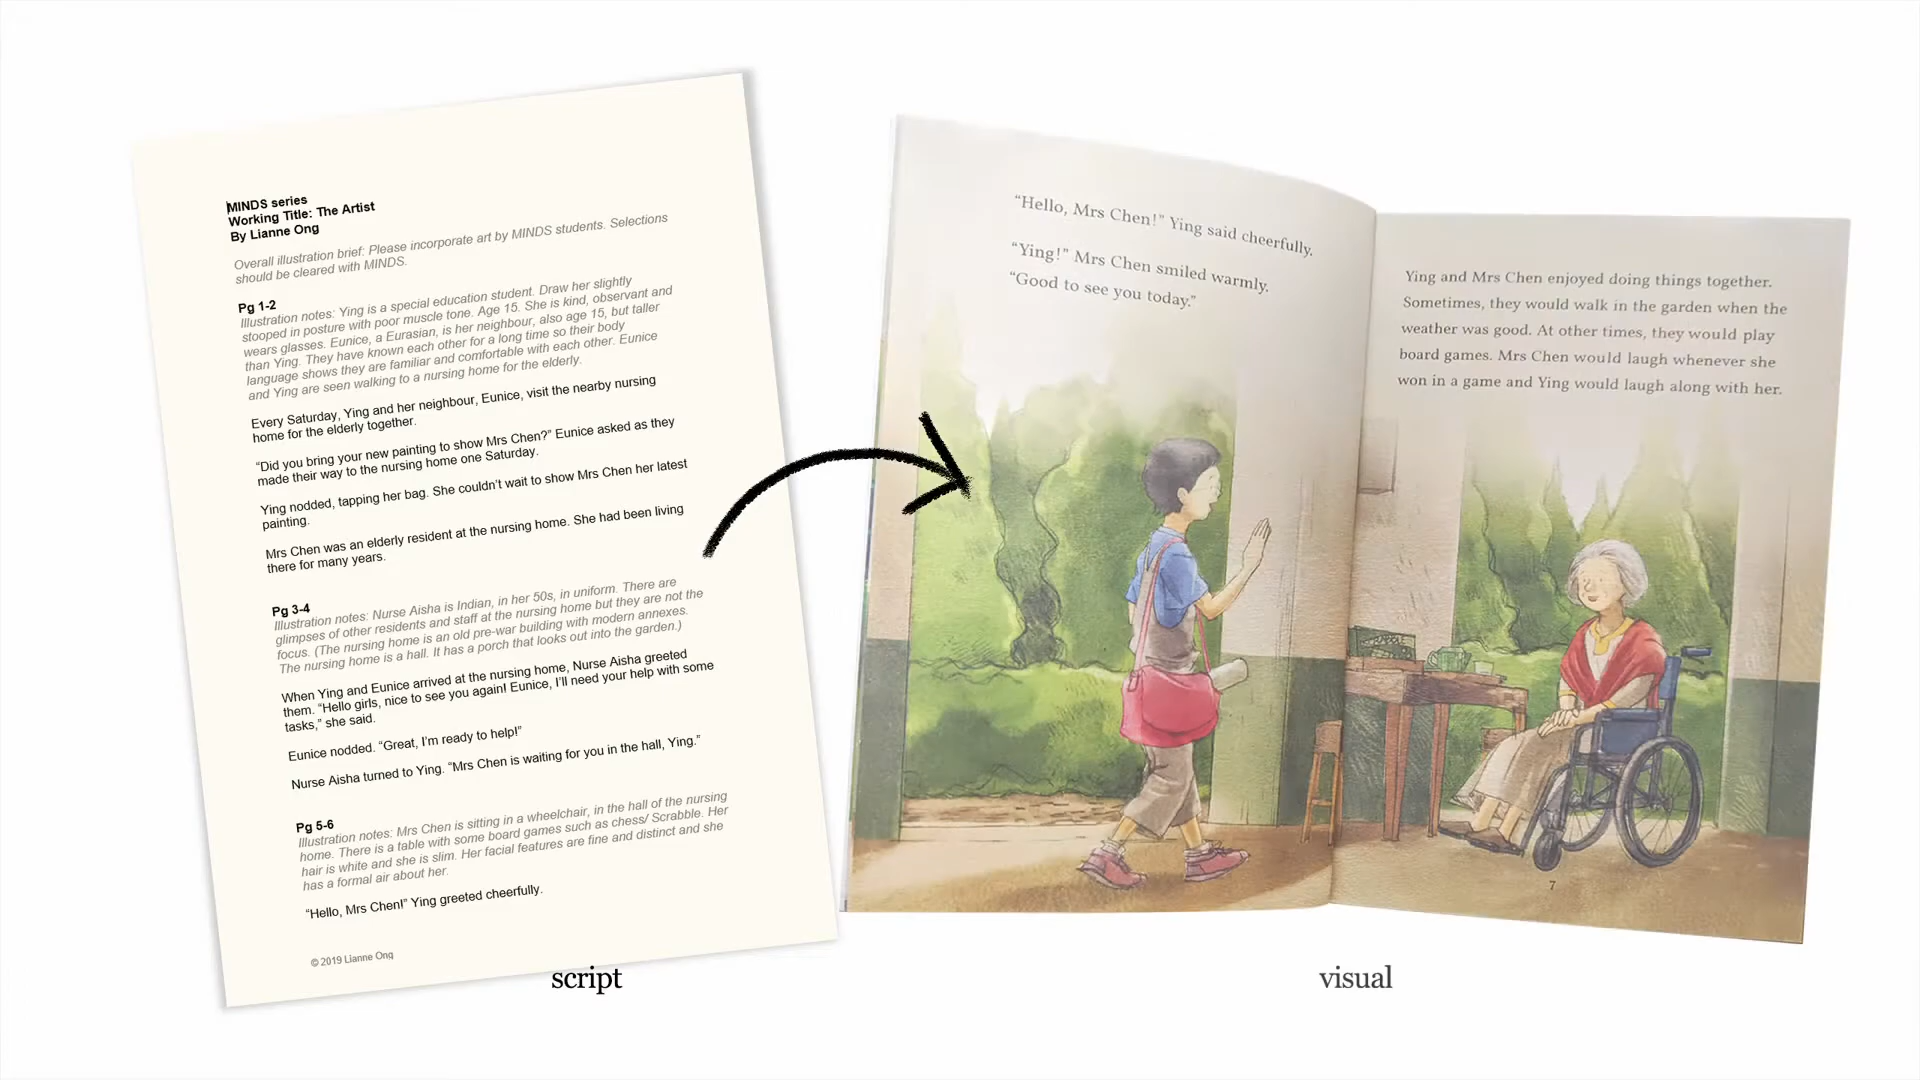 MINDS series
Working Title: The Artist
By Lianne Ong
Overall illustration brief: Please incorporate art by MINDS students. Selections
should be cleared with MINDS.
Pg 1-2
Illustration notes: Ying is a special education student. Draw her slightly
stooped in posture with poor muscle tone. Age 15. She is kind, observant and
wears glasses. Eunice, a Eurasian, is her neighbour, also age 15, but taller
than Ying. They have known each other for a long time so their body
language shows they are familiar and comfortable with each other. Eunice
and Ying are seen walking to a nursing home for the elderly.
Every Saturday, Ying and her neighbour, Eunice, visit the nearby nursing
home for the elderly together.
“Did you bring your new painting to show Mrs Chen?” Eunice asked as they
made their way to the nursing home one Saturday.
Ying nodded, tapping her bag. She couldn’t wait to show Mrs Chen her latest
painting.
Mrs Chen was an elderly resident at the nursing home. She had been living
there for many years.
Pg 3-4
Illustration notes: Nurse Aisha is Indian, in her 50s, in uniform. There are
glimpses of other residents and staff at the nursing home but they are not the
focus. (The nursing home is an old pre-war building with modern annexes.
The nursing home is a hall. It has a porch that looks out into the garden.)
When Ying and Eunice arrived at the nursing home, Nurse Aisha greeted
them. “Hello girls, nice to see you again! Eunice, I’ll need your help with some
tasks,” she said.
Eunice nodded. “Great, I’m ready to help!”
Nurse Aisha turned to Ying. “Mrs Chen is waiting for you in the hall, Ying.”
Pg 5-6
Illustration notes: Mrs Chen is sitting in a wheelchair, in the hall of the nursing
home. There is a table with some board games such as chess/ Scrabble. Her
hair is white and she is slim. Her facial features are fine and distinct and she
has a formal air about her.
“Hello, Mrs Chen!” Ying greeted cheerfully.
© 2019 Lianne Ong
script
“Hello, Mrs Chen!” Ying said cheerfully.
“Ying!” Mrs Chen smiled warmly.
“Good to see you today.”
Ying and Mrs Chen enjoyed doing things together.
Sometimes, they would walk in the garden when the
weather was good. At other times, they would play
board games. Mrs Chen would laugh whenever she
won in a game and Ying would laugh along with her.
SCRABBLE
7
visual